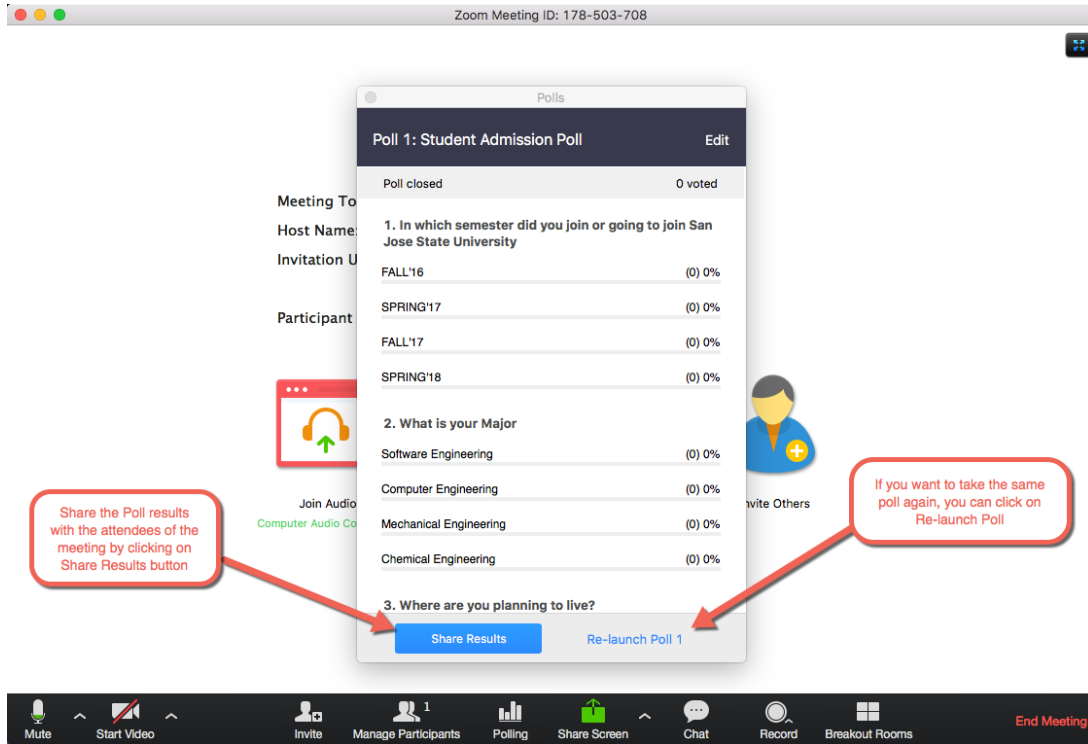 Zoom Meeting ID: 178-503-708
Polls
Poll 1: Student Admission Poll
Edit
Poll closed
0 voted
Meeting To
Host Name:
Invitation U
Participant
1. In which semester did you join or going to join San
Jose State University
FALL'16
(0) 0%
SPRING'17
(0) 0%
FALL'17
(0) 0%
SPRING'18
(0) 0%
2. What is your Major
Software Engineering
(0) 0%
Computer Engineering
(0) 0%
Mechanical Engineering
(0) 0%
Chemical Engineering
(0) 0%
3. Where are you planning to live?
Share Results
Re-launch Poll 1
Join Audio
Computer Audio Co
nvite Others
Share the Poll results
with the attendees of the
meeting by clicking on
Share Results button
If you want to take the same
poll again, you can click on
Re-launch Poll
Mute
Start Video
Invite
1
Manage Participants
Polling
Share Screen
Chat
Record
Breakout Rooms
End Meeting